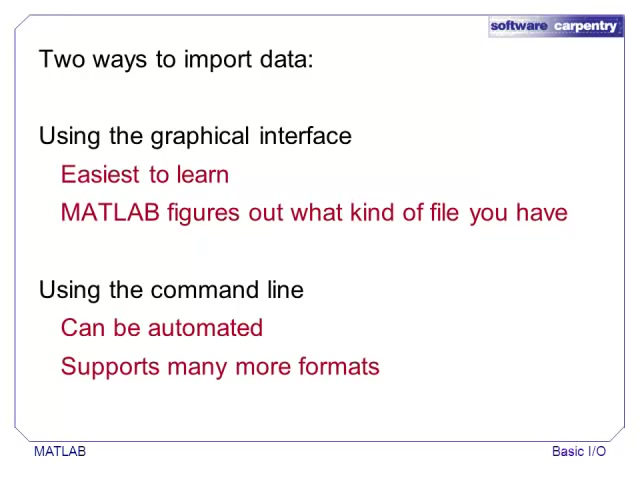 software carpentry
Two ways to import data:
Using the graphical interface
Easiest to learn
MATLAB figures out what kind of file you have
Using the command line
Can be automated
Supports many more formats
MATLAB
Basic I/O